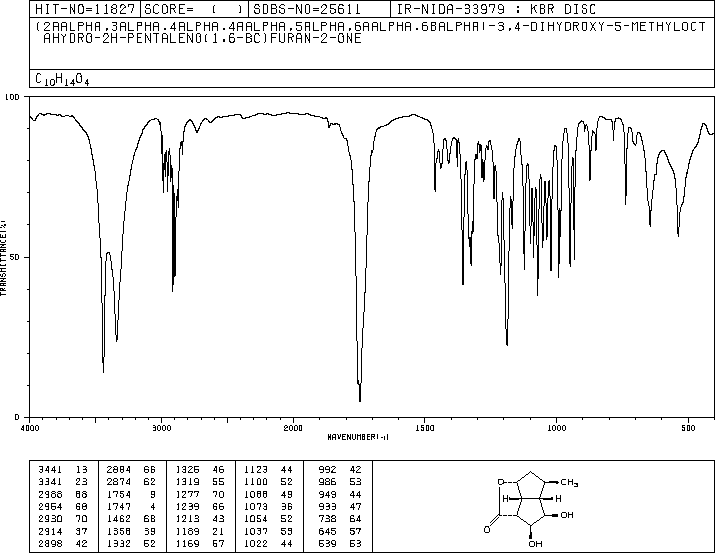 HIT-NO=11827 SCORE= ( ) SDBS-NO=25611 IR-NIDA-33979 : KBR DISC
(2AALPHA,3ALPHA,4ALPHA,4AALPHA,5ALPHA,6AALPHA,6BALPHA)-3,4-DIHYDROXY-5-METHYLOCT
AHYDRO-2H-PENTALENO(1,6-BC)FURAN-2-ONE
C10H14O4
100
50
0
TRANSMITTANCE(%)
4000 3000 2000 1500 1000 500
WAVENUMBER(-1)
3441 13 2884 66 1326 46 1123 44 992 42
3341 23 2874 62 1319 55 1100 52 986 53
2988 68 1754 9 1277 70 1088 49 949 44
2954 60 1747 4 1239 66 1073 36 933 47
2930 70 1462 68 1213 43 1054 52 738 64
2914 37 1358 39 1189 21 1037 59 645 57
2898 42 1332 52 1169 57 1022 44 539 53
O CH3
H H
O OH
OH